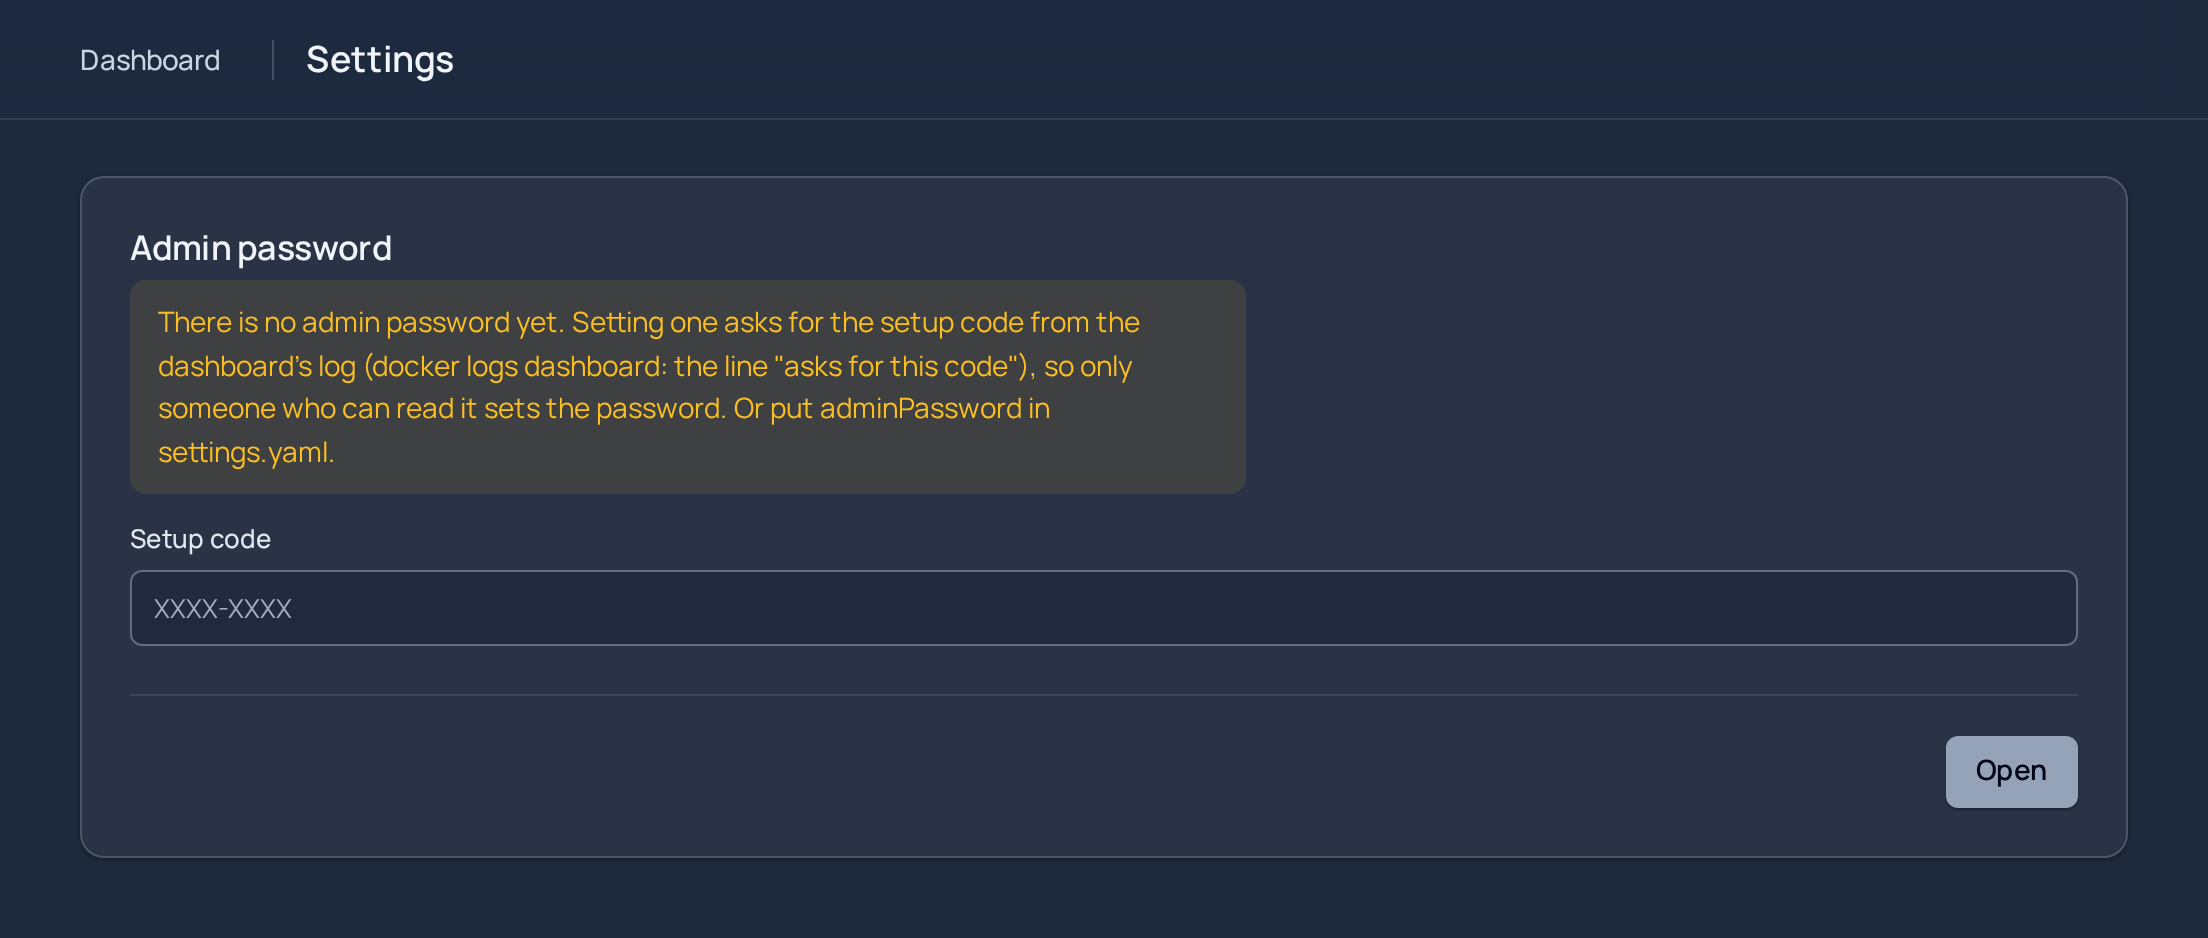 Dashboard
Settings
Admin password
There is no admin password yet. Setting one asks for the setup code from the
dashboard's log (docker logs dashboard: the line "asks for this code"), so only
someone who can read it sets the password. Or put adminPassword in
settings.yaml.
Setup code
XXXX-XXXX
Open